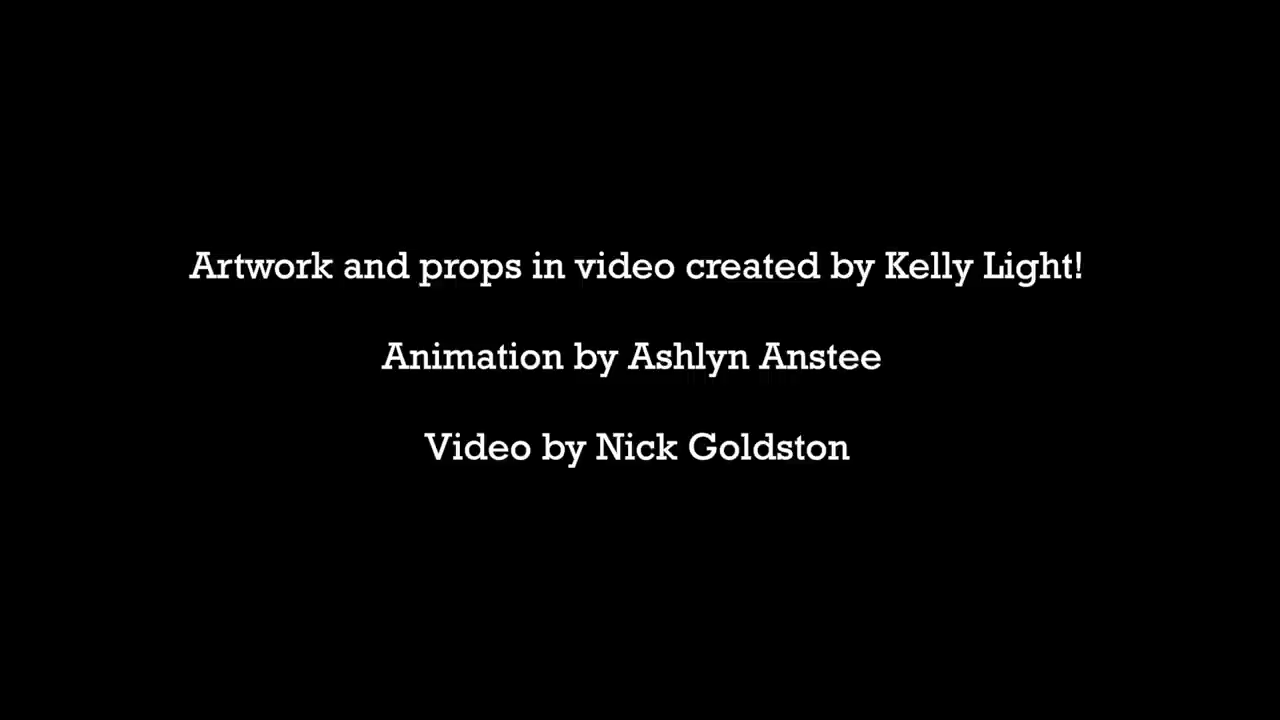 Artwork and props in video created by Kelly Light!
Animation by Ashlyn Anstee
Video by Nick Goldston